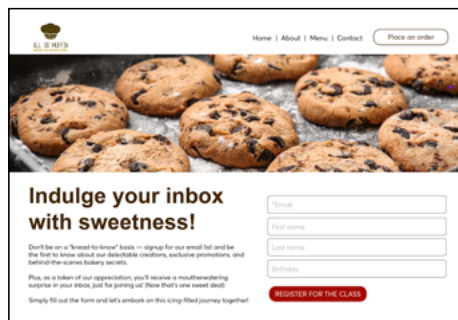 ALL OR MUFFIN
Home | About | Menu | Contact
Place an order
Indulge your inbox
with sweetness!
Don't be on a "knead-to-know" basis — signup for our email list and be
the first to know about our delectable creations, exclusive promotions, and
behind-the-scenes bakery secrets.
Plus, as a token of our appreciation, you'll receive a moutherwatering
surprise in your inbox, just for joining us! (Now that's one sweet deal)
Simply fill out the form and let's embark on this icing-filled journey together!
*Email
First name
Last name
Birthday
REGISTER FOR THE CLASS